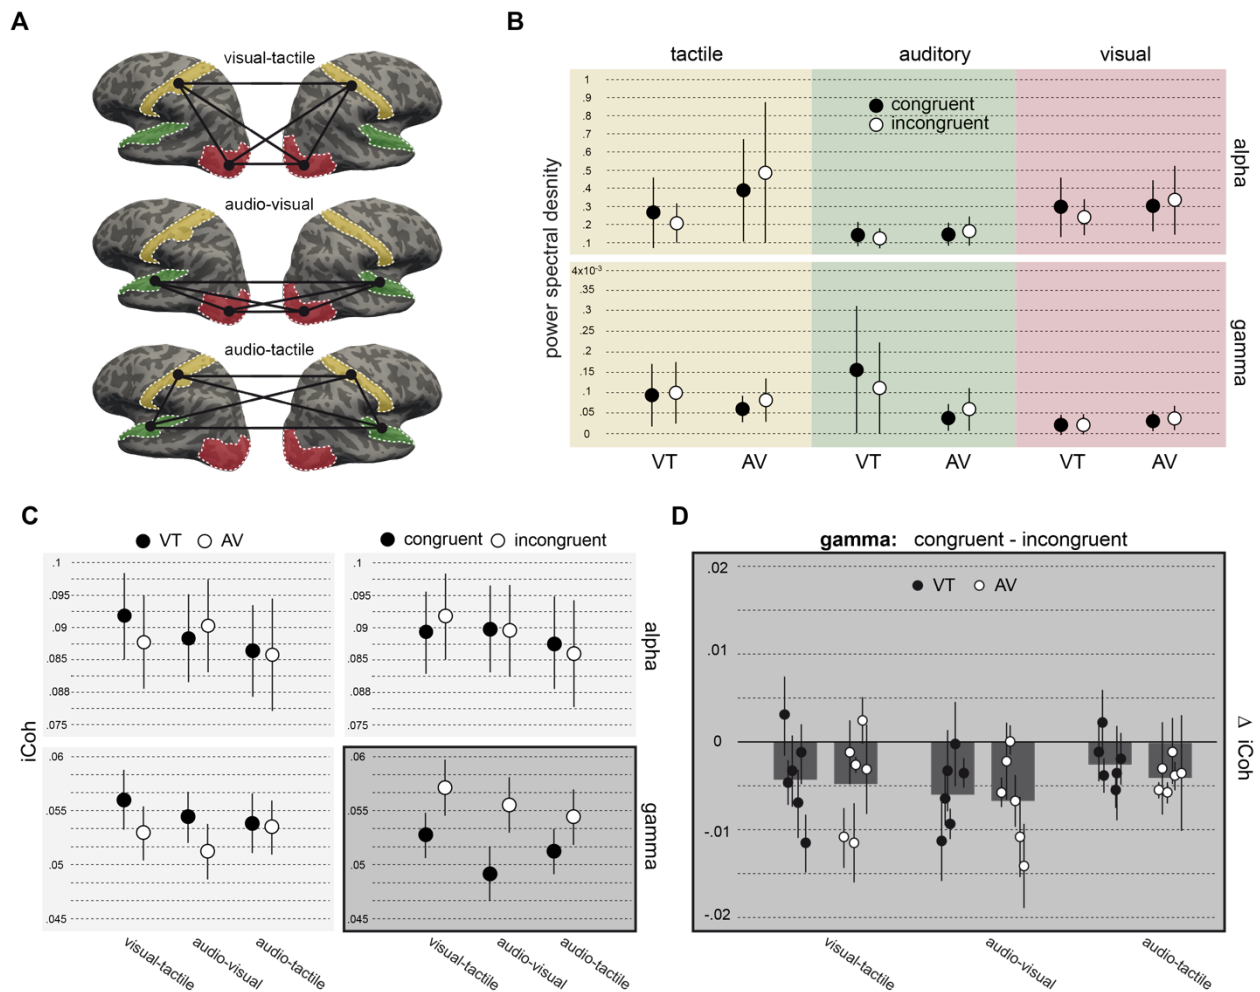 A
visual-tactile
audio-visual
audio-tactile
B
tactile auditory visual
power spectral desnity
1
.9
.8
.7
.6
.5
.4
.3
.2
.1
congruent
incongruent
alpha
4x10-3
.35
.3
.25
.2
.15
.1
.05
0
gamma
VT AV VT AV VT AV
C
VT AV
congruent incongruent
iCoh
.1
.095
.09
.085
.088
.075
alpha
.06
.055
.05
.045
.06
.055
.05
.045
gamma
visual-tactile
audio-visual
audio-tactile
visual-tactile
audio-visual
audio-tactile
D
gamma: congruent - incongruent
VT AV
.02
.01
0
-.01
-.02
Δ iCoh
visual-tactile
audio-visual
audio-tactile